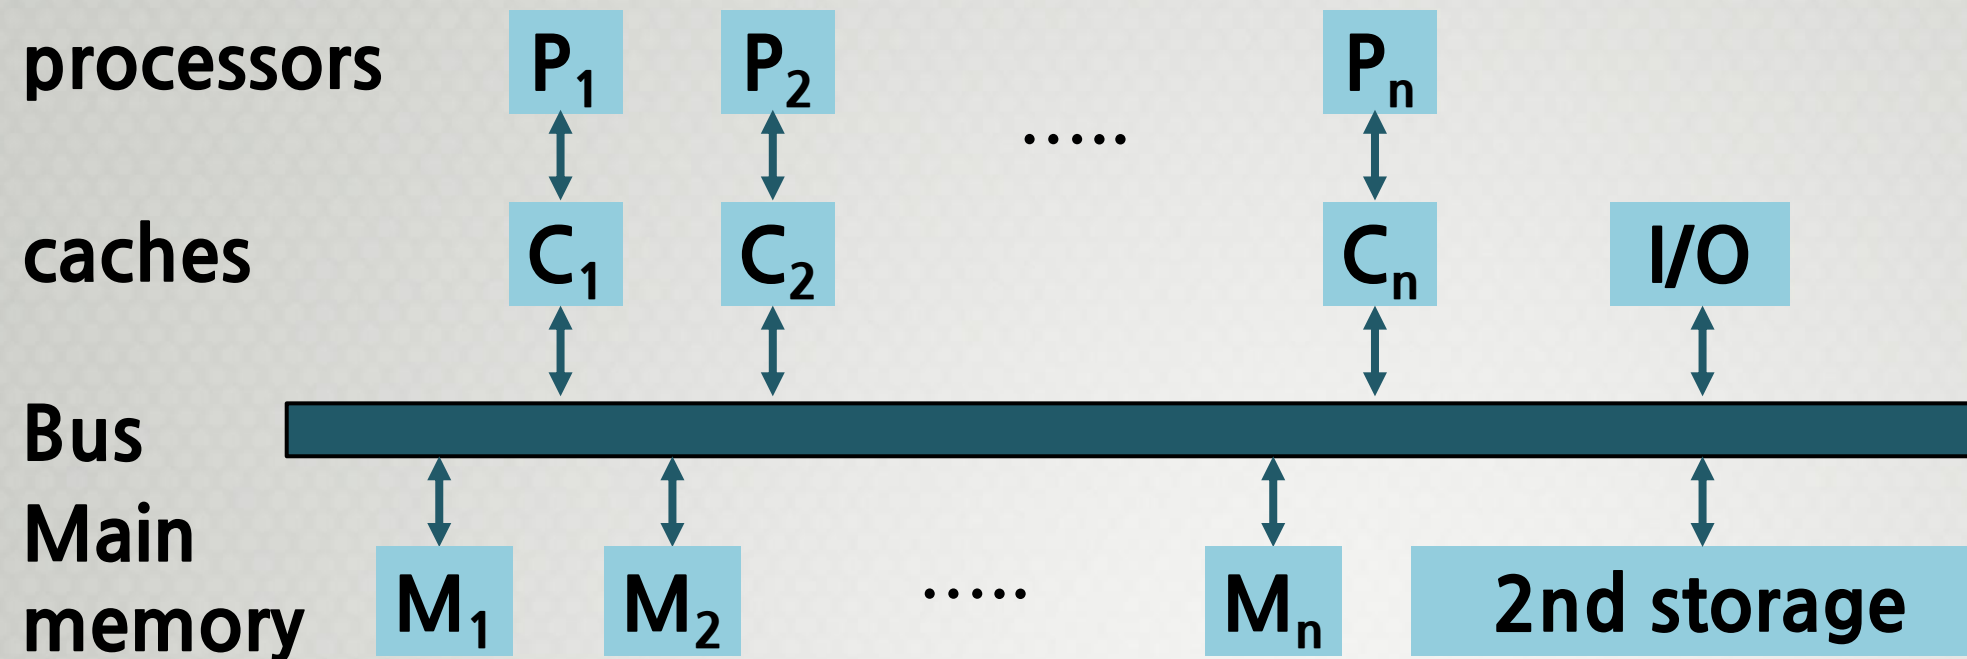 processors P₁ P₂ ..... Pₙ
caches C₁ C₂ Cₙ I/O
Bus
Main
memory M₁ M₂ ..... Mₙ 2nd storage